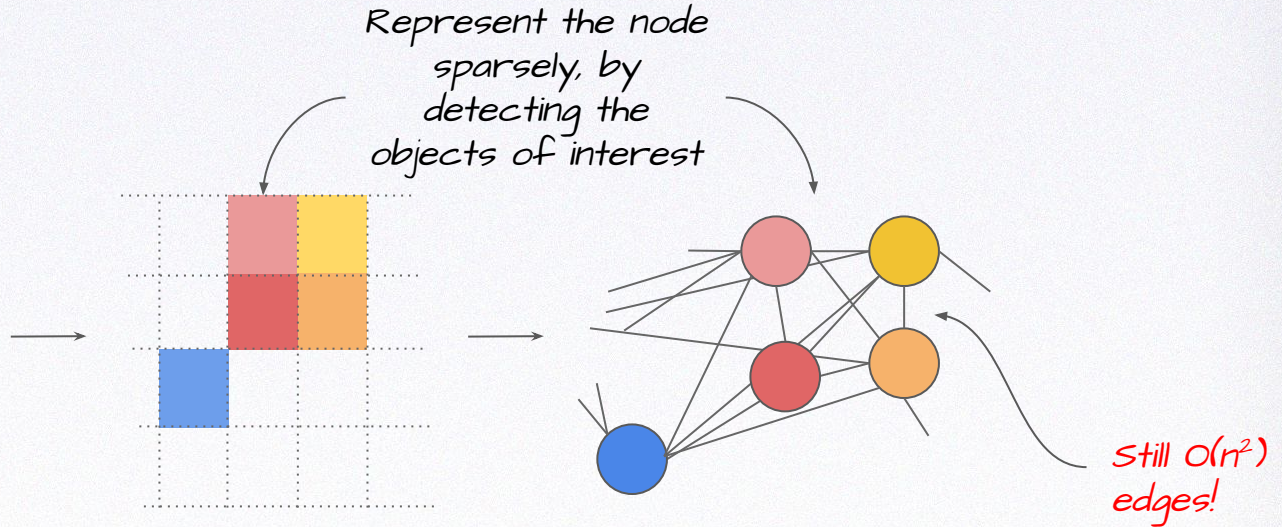 Represent the node
sparsely, by
detecting the
objects of interest
Still O(n²)
edges!